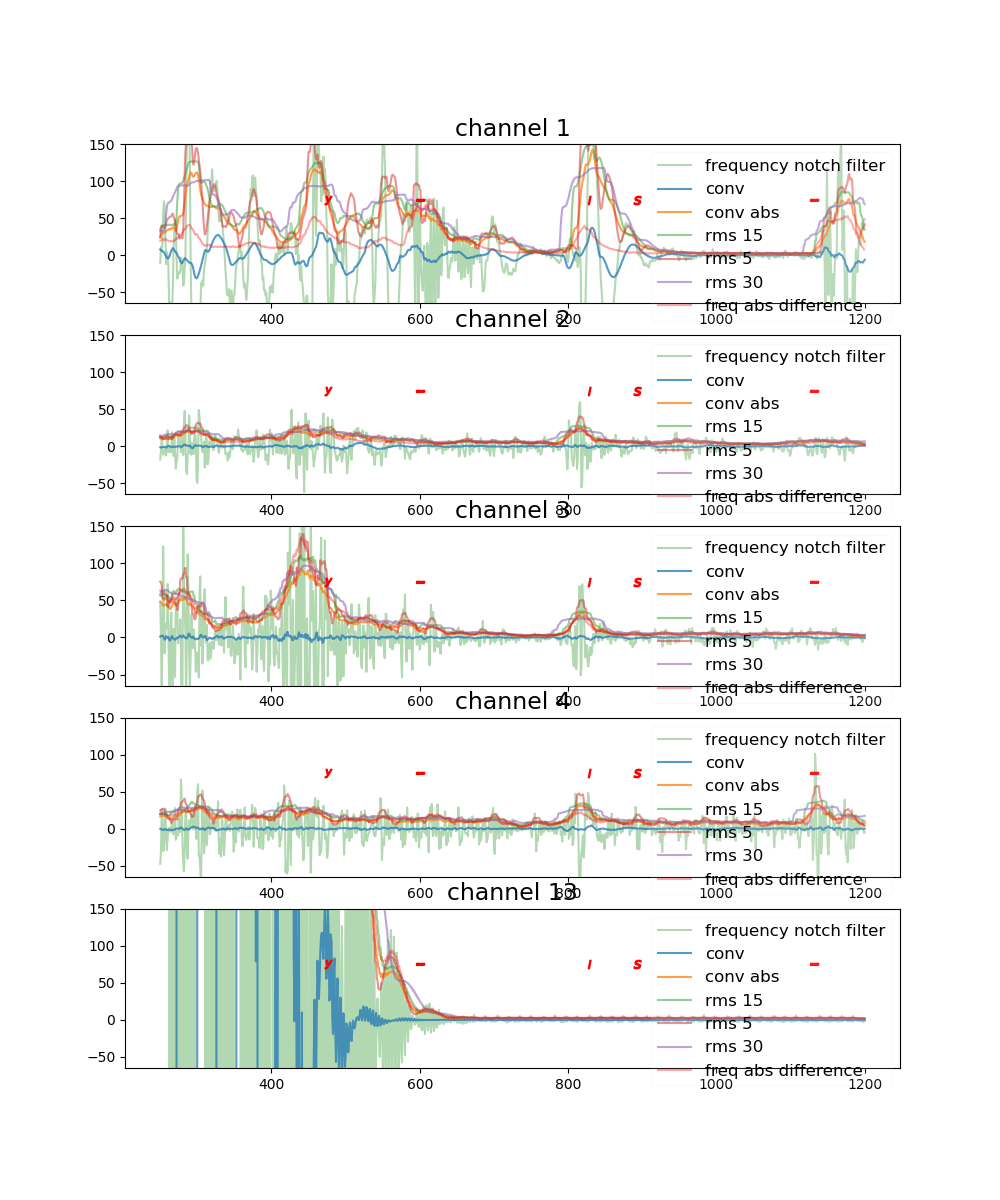 channel 1
150
100
50
0
−50
y - I S -
frequency notch filter
conv
conv abs
rms 15
rms 5
rms 30
freq abs difference
400 600 800 1000 1200
channel 2
150
100
50
0
−50
y - I S -
frequency notch filter
conv
conv abs
rms 15
rms 5
rms 30
freq abs difference
400 600 800 1000 1200
channel 3
150
100
50
0
−50
y - I S -
frequency notch filter
conv
conv abs
rms 15
rms 5
rms 30
freq abs difference
400 600 800 1000 1200
channel 4
150
100
50
0
−50
y - I S -
frequency notch filter
conv
conv abs
rms 15
rms 5
rms 30
freq abs difference
400 600 800 1000 1200
channel 13
150
100
50
0
−50
y - I S -
frequency notch filter
conv
conv abs
rms 15
rms 5
rms 30
freq abs difference
400 600 800 1000 1200